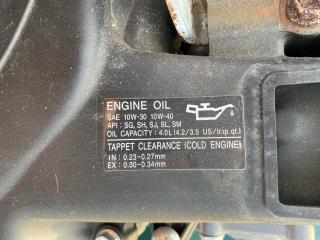 ENGINE OIL
SAE 10W-30 10W-40
API : SG, SH, SJ, SL, SM
OIL CAPACITY : 4.0L(4.2/3.5 US/Irip.qt.)
TAPPET CLEARANCE (COLD ENGINE)
IN : 0.23-0.27mm
EX : 0.30-0.34mm